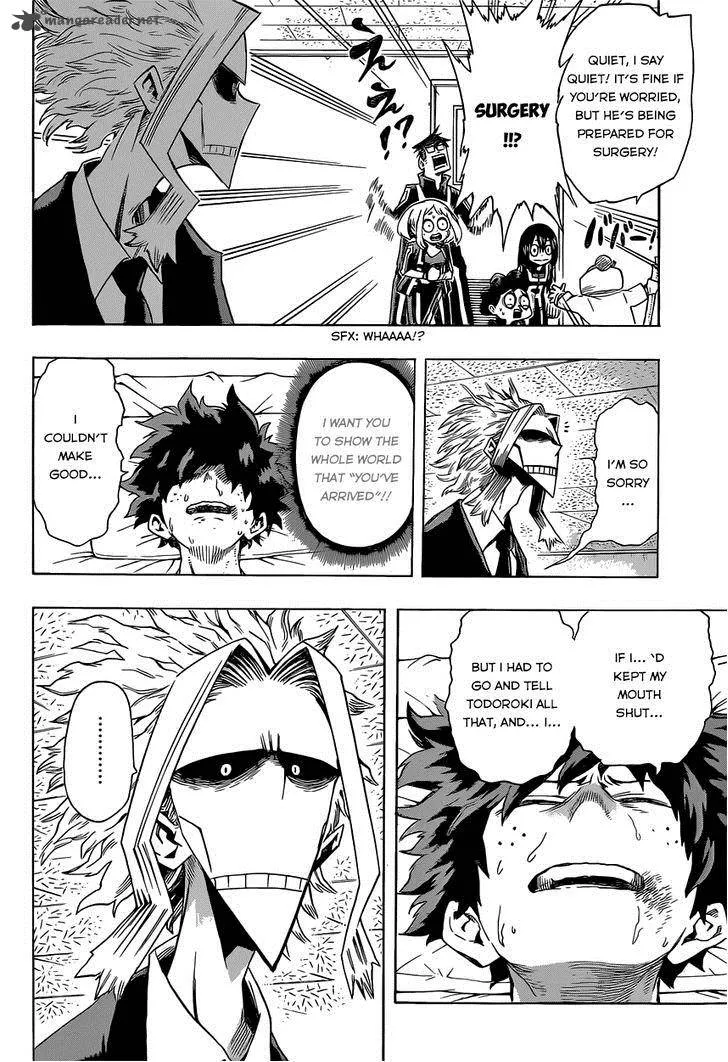 mangareader.net
QUIET, I SAY
QUIET! IT'S FINE IF
YOU'RE WORRIED,
BUT HE'S BEING
PREPARED FOR
SURGERY!
SURGERY
!!?
ええ!?
SFX: WHAAAA!?
I'M SO
SORRY
...
I WANT YOU
TO SHOW THE
WHOLE WORLD
THAT "YOU'VE
ARRIVED"!!
I
COULDN'T
MAKE
GOOD...
IF I... 'D
KEPT MY
MOUTH
SHUT...
BUT I HAD TO
GO AND TELL
TODOROKI ALL
THAT, AND... I...
.........